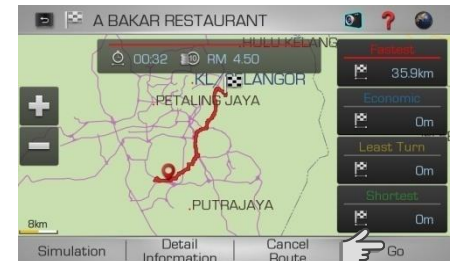 A BAKAR RESTAURANT
?
00:32 RM 4.50
HULU KELANG
KL
LANGOR
PETALING JAYA
.PUTRAJAYA
8km
Fastest
35.9km
Economic
0m
Least Turn
0m
Shortest
0m
Simulation
Detail Information
Cancel Route
Go